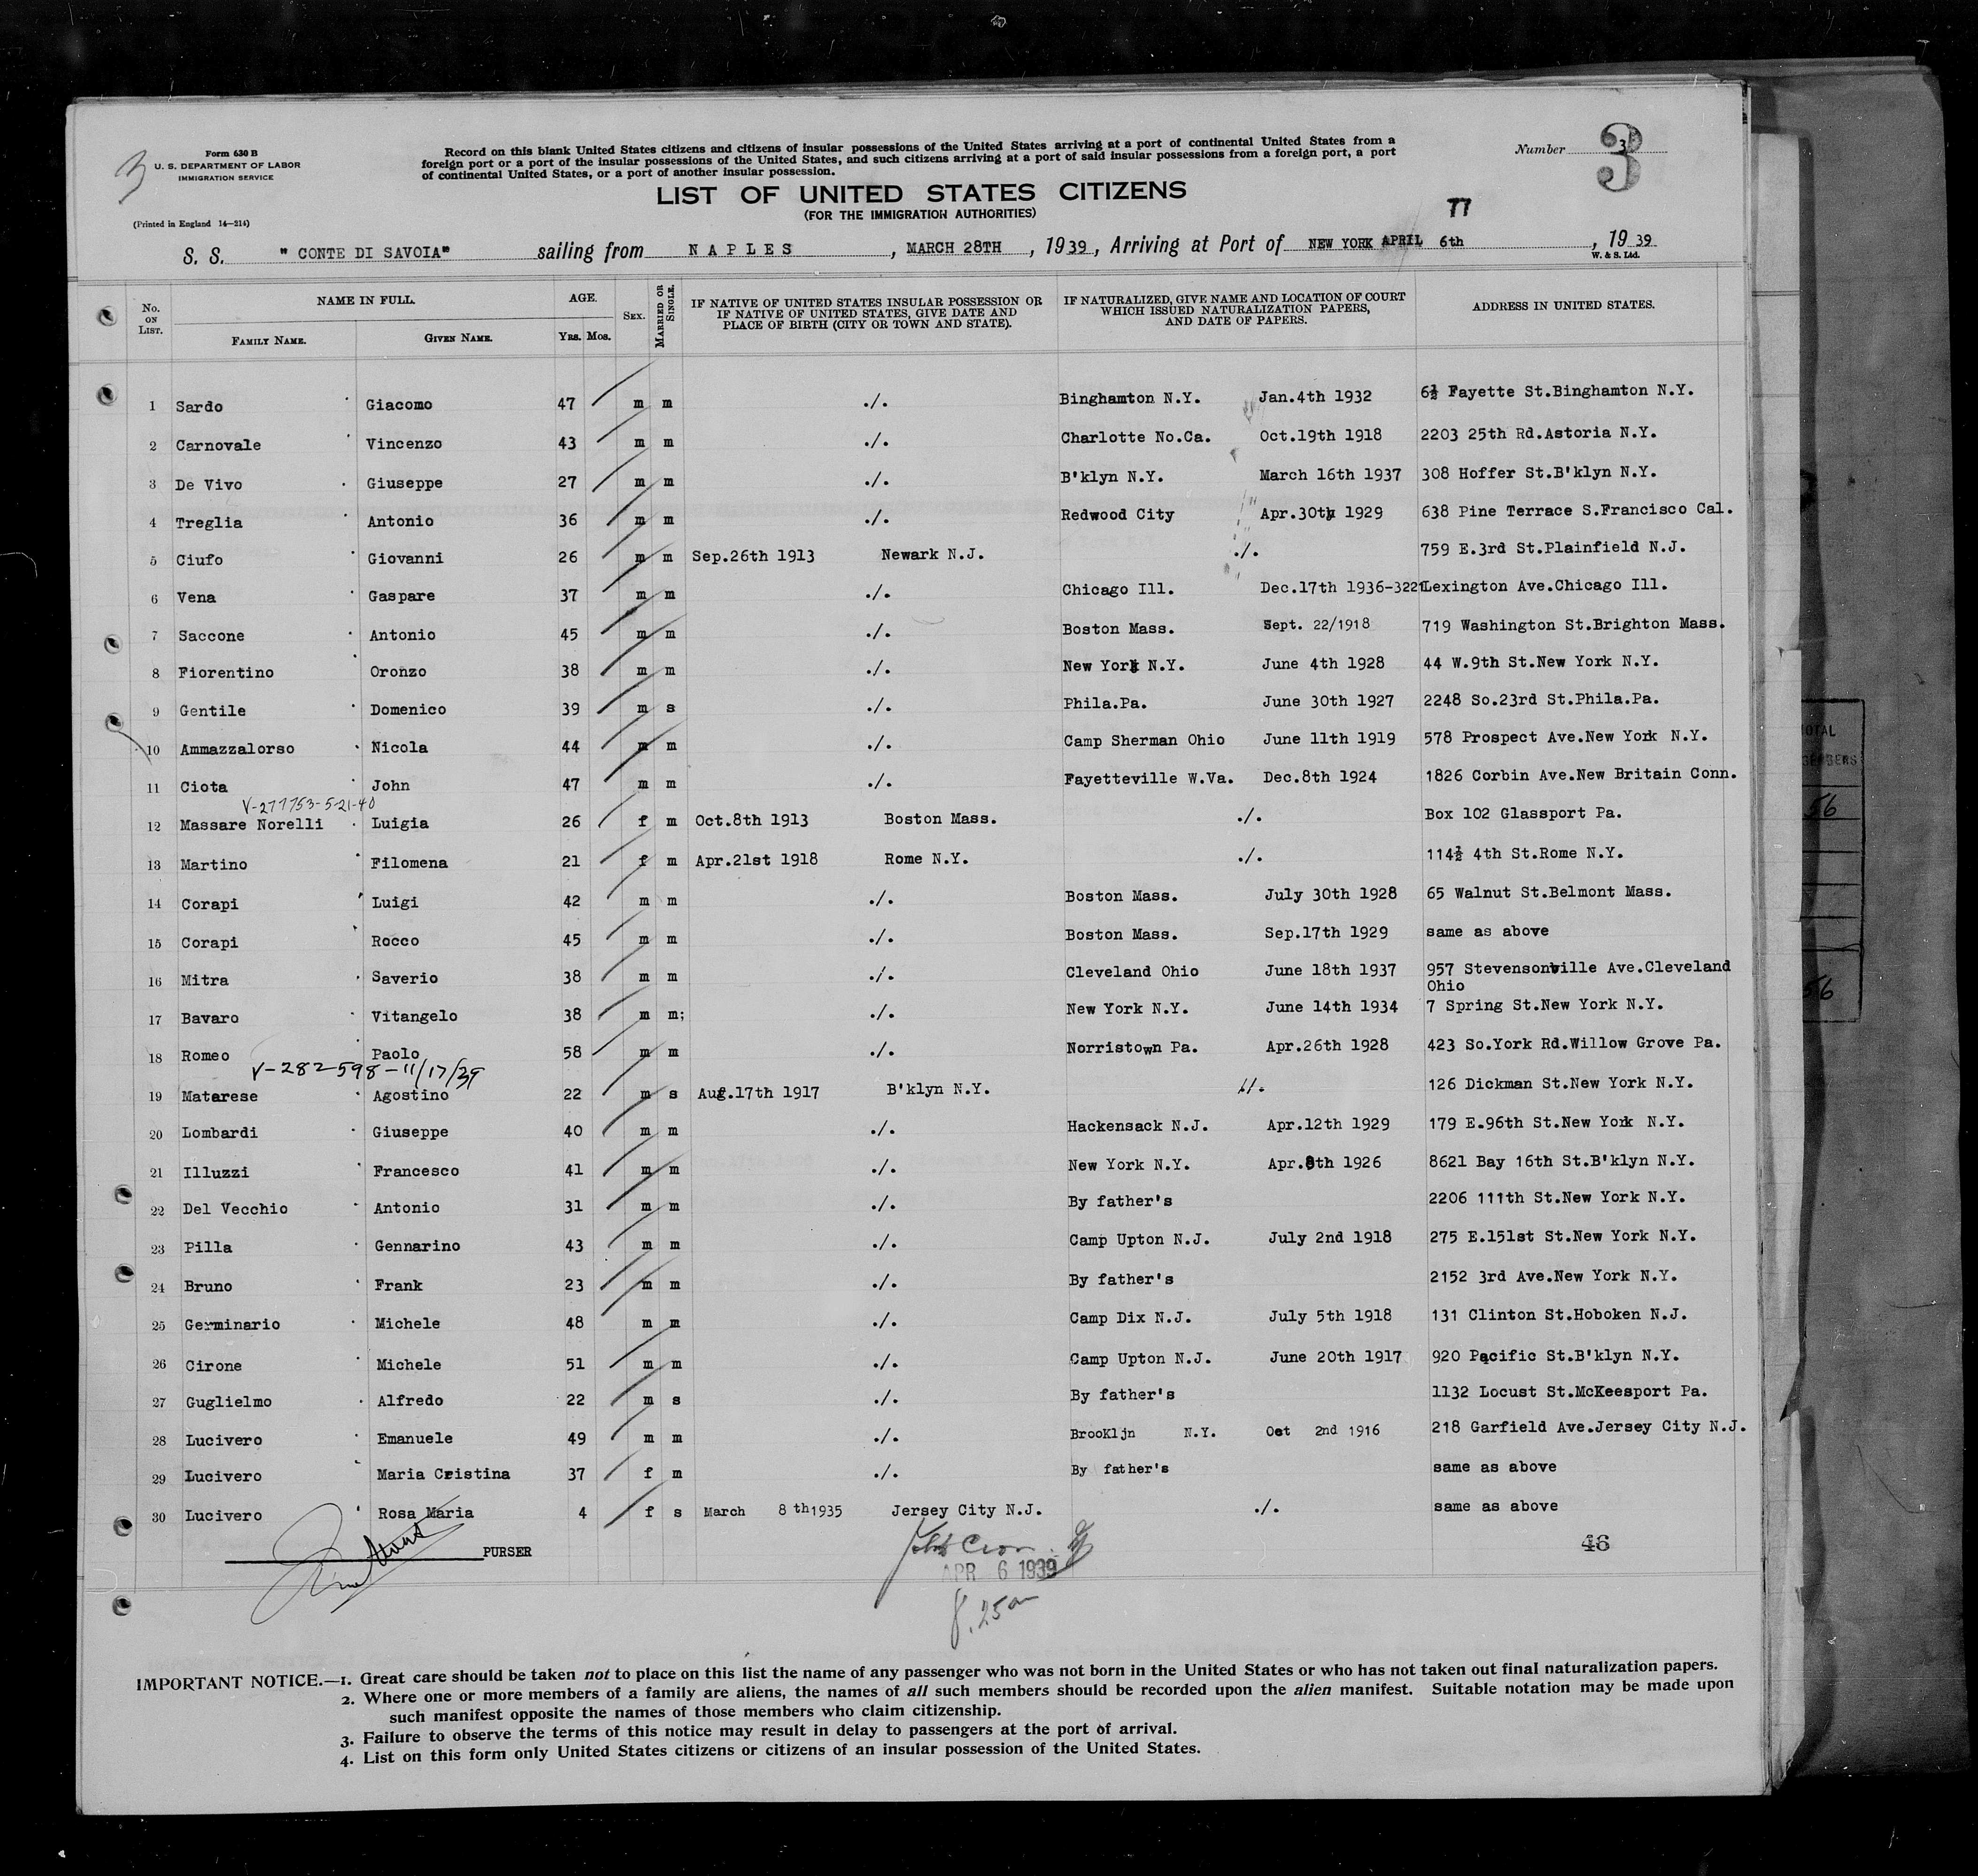 3
Form 630 B
U. S. DEPARTMENT OF LABOR
IMMIGRATION SERVICE
(Printed in England 14—214)
Record on this blank United States citizens and citizens of insular possessions of the United States arriving at a port of continental United States from a
foreign port or a port of the insular possessions of the United States, and such citizens arriving at a port of said insular possessions from a foreign port, a port
of continental United States, or a port of another insular possession.
Number 3
3
LIST OF UNITED STATES CITIZENS
(FOR THE IMMIGRATION AUTHORITIES)
77
S. S. "CONTE DI SAVOIA" sailing from NAPLES, MARCH 28TH, 1939, Arriving at Port of NEW YORK APRIL 6th, 1939
W. & S. Ltd.
No. ON LIST. NAME IN FULL. FAMILY NAME. GIVEN NAME. AGE. YRS. MOS. SEX. MARRIED OR SINGLE. IF NATIVE OF UNITED STATES INSULAR POSSESSION OR IF NATIVE OF UNITED STATES, GIVE DATE AND PLACE OF BIRTH (CITY OR TOWN AND STATE). IF NATURALIZED, GIVE NAME AND LOCATION OF COURT WHICH ISSUED NATURALIZATION PAPERS, AND DATE OF PAPERS. ADDRESS IN UNITED STATES.
1 Sardo Giacomo 47 m m ./. Binghamton N.Y. Jan.4th 1932 6½ Fayette St.Binghamton N.Y.
2 Carnovale Vincenzo 43 m m ./. Charlotte No.Ca. Oct.19th 1918 2203 25th Rd.Astoria N.Y.
3 De Vivo Giuseppe 27 m m ./. B'klyn N.Y. March 16th 1937 308 Hoffer St.B'klyn N.Y.
4 Treglia Antonio 36 m m ./. Redwood City Apr.30th 1929 638 Pine Terrace S.Francisco Cal.
5 Ciufo Giovanni 26 m m Sep.26th 1913 Newark N.J. ./. 759 E.3rd St.Plainfield N.J.
6 Vena Gaspare 37 m m ./. Chicago Ill. Dec.17th 1936-3221 Lexington Ave.Chicago Ill.
7 Saccone Antonio 45 m m ./. Boston Mass. Sept. 22/1918 719 Washington St.Brighton Mass.
8 Fiorentino Oronzo 38 m m ./. New York N.Y. June 4th 1928 44 W.9th St.New York N.Y.
9 Gentile Domenico 39 m s ./. Phila.Pa. June 30th 1927 2248 So.23rd St.Phila.Pa.
10 Ammazzalorso Nicola 44 m m ./. Camp Sherman Ohio June 11th 1919 578 Prospect Ave.New York N.Y.
11 Ciota John 47 m m ./. Fayetteville W.Va. Dec.8th 1924 1826 Corbin Ave.New Britain Conn.
V-277753-5-21-40
12 Massare Norelli Luigia 26 f m Oct.8th 1913 Boston Mass. ./. Box 102 Glassport Pa.
13 Martino Filomena 21 f m Apr.21st 1918 Rome N.Y. ./. 114½ 4th St.Rome N.Y.
14 Corapi Luigi 42 m m ./. Boston Mass. July 30th 1928 65 Walnut St.Belmont Mass.
15 Corapi Rocco 45 m m ./. Boston Mass. Sep.17th 1929 same as above
16 Mitra Saverio 38 m m ./. Cleveland Ohio June 18th 1937 957 Stevensonville Ave.Cleveland
Ohio
17 Bavaro Vitangelo 38 m m; ./. New York N.Y. June 14th 1934 7 Spring St.New York N.Y.
18 Romeo Paolo 58 m m ./. Norristown Pa. Apr.26th 1928 423 So.York Rd.Willow Grove Pa.
V-282598-11/17/39
19 Matarese Agostino 22 m s Aug.17th 1917 B'klyn N.Y. ./. 126 Dickman St.New York N.Y.
20 Lombardi Giuseppe 40 m m ./. Hackensack N.J. Apr.12th 1929 179 E.96th St.New York N.Y.
21 Illuzzi Francesco 41 m m ./. New York N.Y. Apr.8th 1926 8621 Bay 16th St.B'klyn N.Y.
22 Del Vecchio Antonio 31 m m ./. By father's 2206 111th St.New York N.Y.
23 Pilla Gennarino 43 m m ./. Camp Upton N.J. July 2nd 1918 275 E.151st St.New York N.Y.
24 Bruno Frank 23 m m ./. By father's 2152 3rd Ave.New York N.Y.
25 Germinario Michele 48 m m ./. Camp Dix N.J. July 5th 1918 131 Clinton St.Hoboken N.J.
26 Cirone Michele 51 m m ./. Camp Upton N.J. June 20th 1917 920 Pacific St.B'klyn N.Y.
27 Guglielmo Alfredo 22 m s ./. By father's 1132 Locust St.McKeesport Pa.
28 Lucivero Emanuele 49 m m ./. BrooKljn N.Y. Oct 2nd 1916 218 Garfield Ave.Jersey City N.J.
29 Lucivero Maria Cristina 37 f m ./. By father's same as above
30 Lucivero Rosa Maria 4 f s March 8th1935 Jersey City N.J. ./. same as above
PURSER
46
APR 6 1939
8.25 am
IMPORTANT NOTICE.—1. Great care should be taken not to place on this list the name of any passenger who was not born in the United States or who has not taken out final naturalization papers.
2. Where one or more members of a family are aliens, the names of all such members should be recorded upon the alien manifest. Suitable notation may be made upon
such manifest opposite the names of those members who claim citizenship.
3. Failure to observe the terms of this notice may result in delay to passengers at the port of arrival.
4. List on this form only United States citizens or citizens of an insular possession of the United States.
56
56